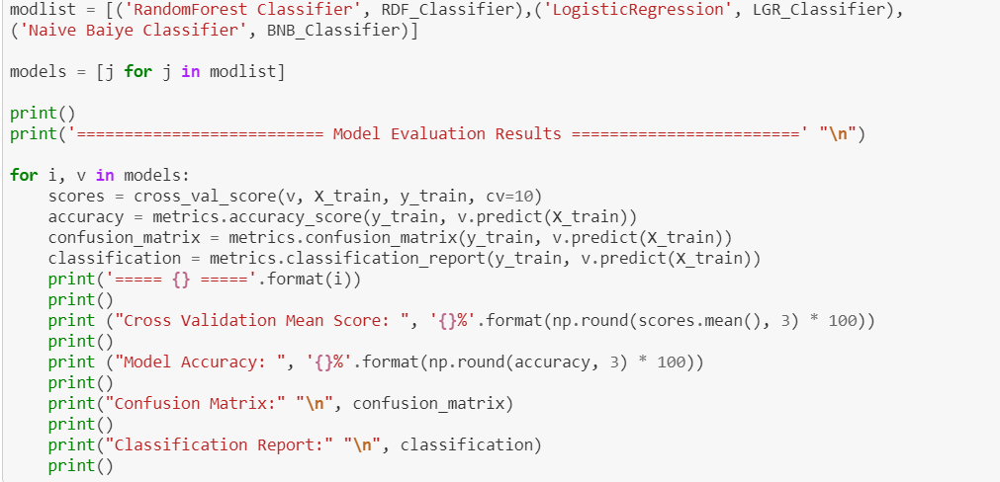 modlist = [('RandomForest Classifier', RDF_Classifier),('LogisticRegression', LGR_Classifier),
('Naive Baiye Classifier', BNB_Classifier)]
models = [j for j in modlist]
print()
print('========================== Model Evaluation Results ========================' "\n")
for i, v in models:
    scores = cross_val_score(v, X_train, y_train, cv=10)
    accuracy = metrics.accuracy_score(y_train, v.predict(X_train))
    confusion_matrix = metrics.confusion_matrix(y_train, v.predict(X_train))
    classification = metrics.classification_report(y_train, v.predict(X_train))
    print('===== {} ====='.format(i))
    print()
    print ("Cross Validation Mean Score: ", '{}%'.format(np.round(scores.mean(), 3) * 100))
    print()
    print ("Model Accuracy: ", '{}%'.format(np.round(accuracy, 3) * 100))
    print()
    print("Confusion Matrix:" "\n", confusion_matrix)
    print()
    print("Classification Report:" "\n", classification)
    print()